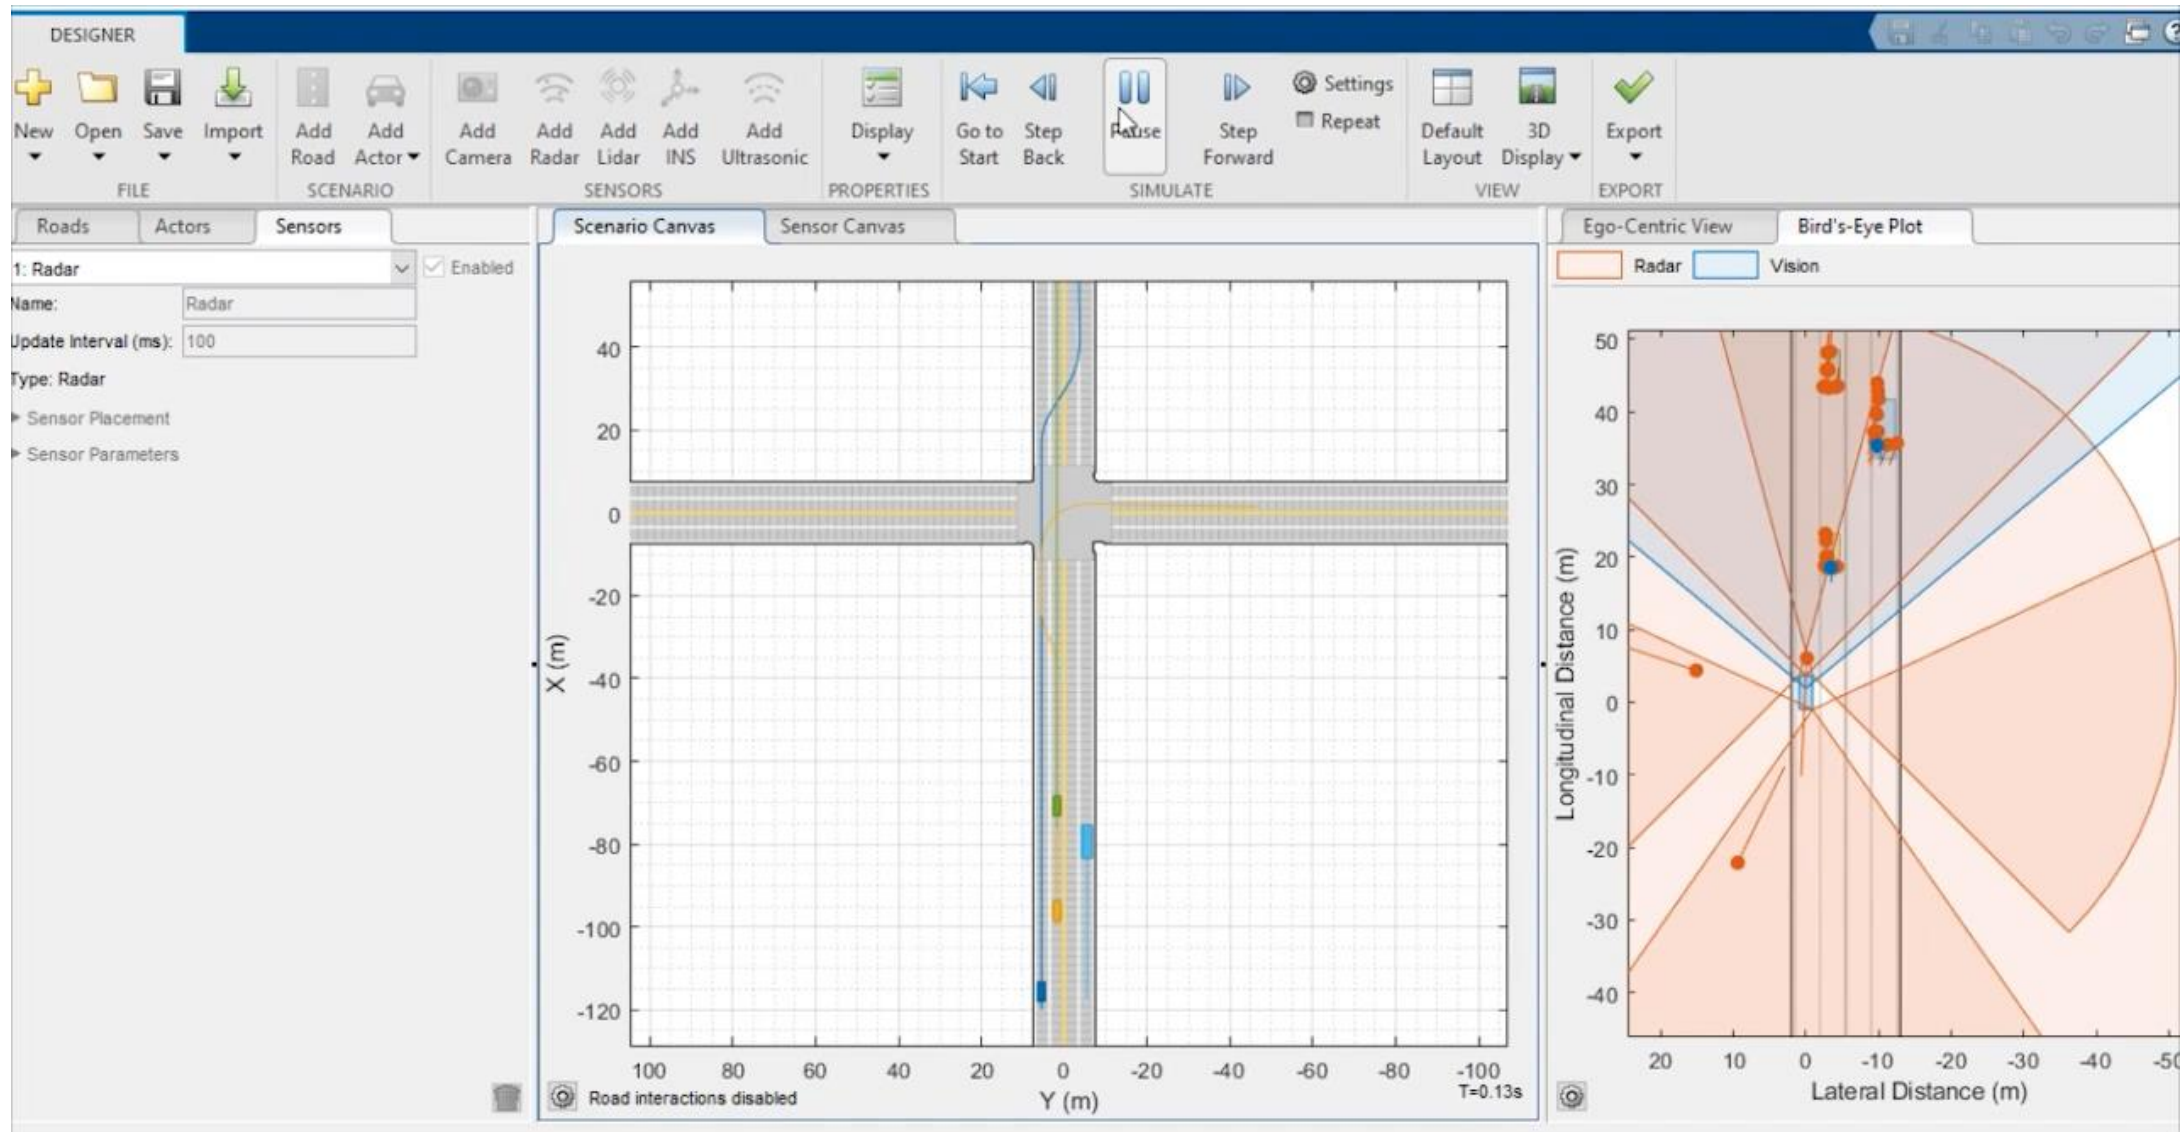 DESIGNER
New
Open
Save
Import
Add Road
Add Actor
Add Camera
Add Radar
Add Lidar
Add INS
Add Ultrasonic
Display
Go to Start
Step Back
Pause
Step Forward
Settings
Repeat
Default Layout
3D Display
Export
FILE
SCENARIO
SENSORS
PROPERTIES
SIMULATE
VIEW
EXPORT
Roads
Actors
Sensors
1: Radar
Enabled
Name:
Radar
Update Interval (ms):
100
Type: Radar
Sensor Placement
Sensor Parameters
Scenario Canvas
Sensor Canvas
X (m)
40
20
0
-20
-40
-60
-80
-100
-120
100 80 60 40 20 0 -20 -40 -60 -80 -100
Y (m)
Road interactions disabled
T=0.13s
Ego-Centric View
Bird's-Eye Plot
Radar
Vision
Longitudinal Distance (m)
50
40
30
20
10
0
-10
-20
-30
-40
20 10 0 -10 -20 -30 -40 -50
Lateral Distance (m)